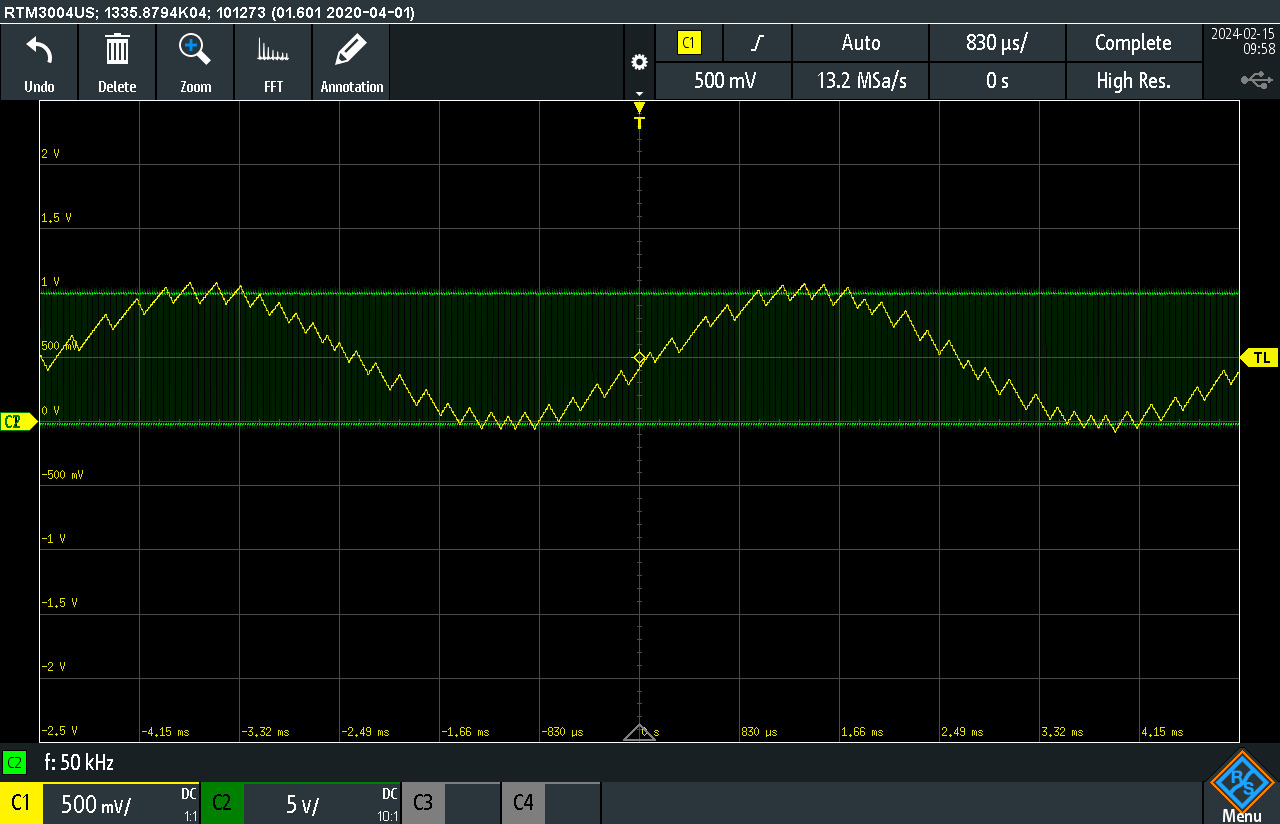 RTM3004US; 1335.8794K04; 101273 (01.601 2020-04-01)
Undo
Delete
Zoom
FFT
Annotation
C1
Auto
830 µs/
Complete
500 mV
13.2 MSa/s
0 s
High Res.
2024-02-15
09:58
T
2 V
1.5 V
1 V
500 mV
TL
0 V
-500 mV
-1 V
-1.5 V
-2 V
-2.5 V
-4.15 ms
-3.32 ms
-2.49 ms
-1.66 ms
-830 µs
0 s
830 µs
1.66 ms
2.49 ms
3.32 ms
4.15 ms
C2
f: 50 kHz
C1
500 mV/
DC
1:1
C2
5 V/
DC
10:1
C3
C4
R S
Menu